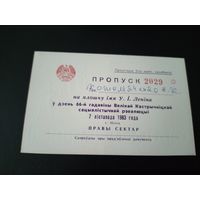 ПРОПУСК 2029
на плошчу імя У. І. Леніна
ў дзень 66-й гадавіны Вялікай Кастрычніцкай
сацыялістычнай рэвалюцыі
7 лістапада 1983 года
г. Мінск
ПРАВЫ СЕКТАР